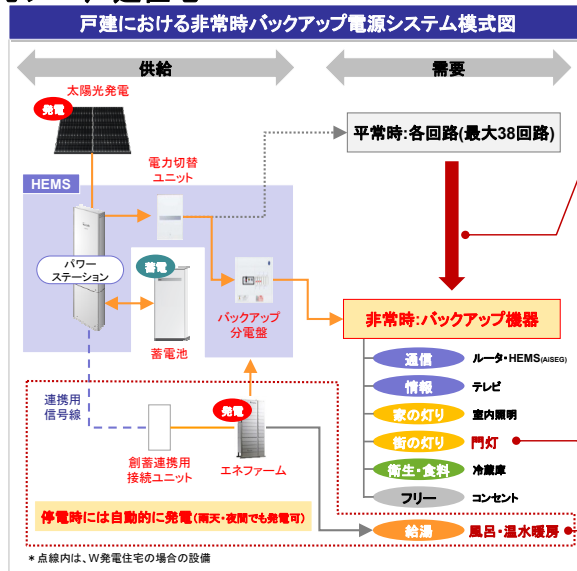 戸建における非常時バックアップ電源システム模式図
供給
需要
太陽光発電
発電
電力切替
ユニット
平常時:各回路(最大38回路)
HEMS
パワー
ステーション
蓄電
蓄電池
バックアップ
分電盤
非常時:バックアップ機器
通信 ルータ・HEMS(AiSEG)
情報 テレビ
家の灯り 室内照明
街の灯り 門灯
衛生・食料 冷蔵庫
フリー コンセント
給湯 風呂・温水暖房
連携用
信号線
発電
創蓄連携用
接続ユニット
エネファーム
停電時には自動的に発電(雨天・夜間でも発電可)
*点線内は、W発電住宅の場合の設備